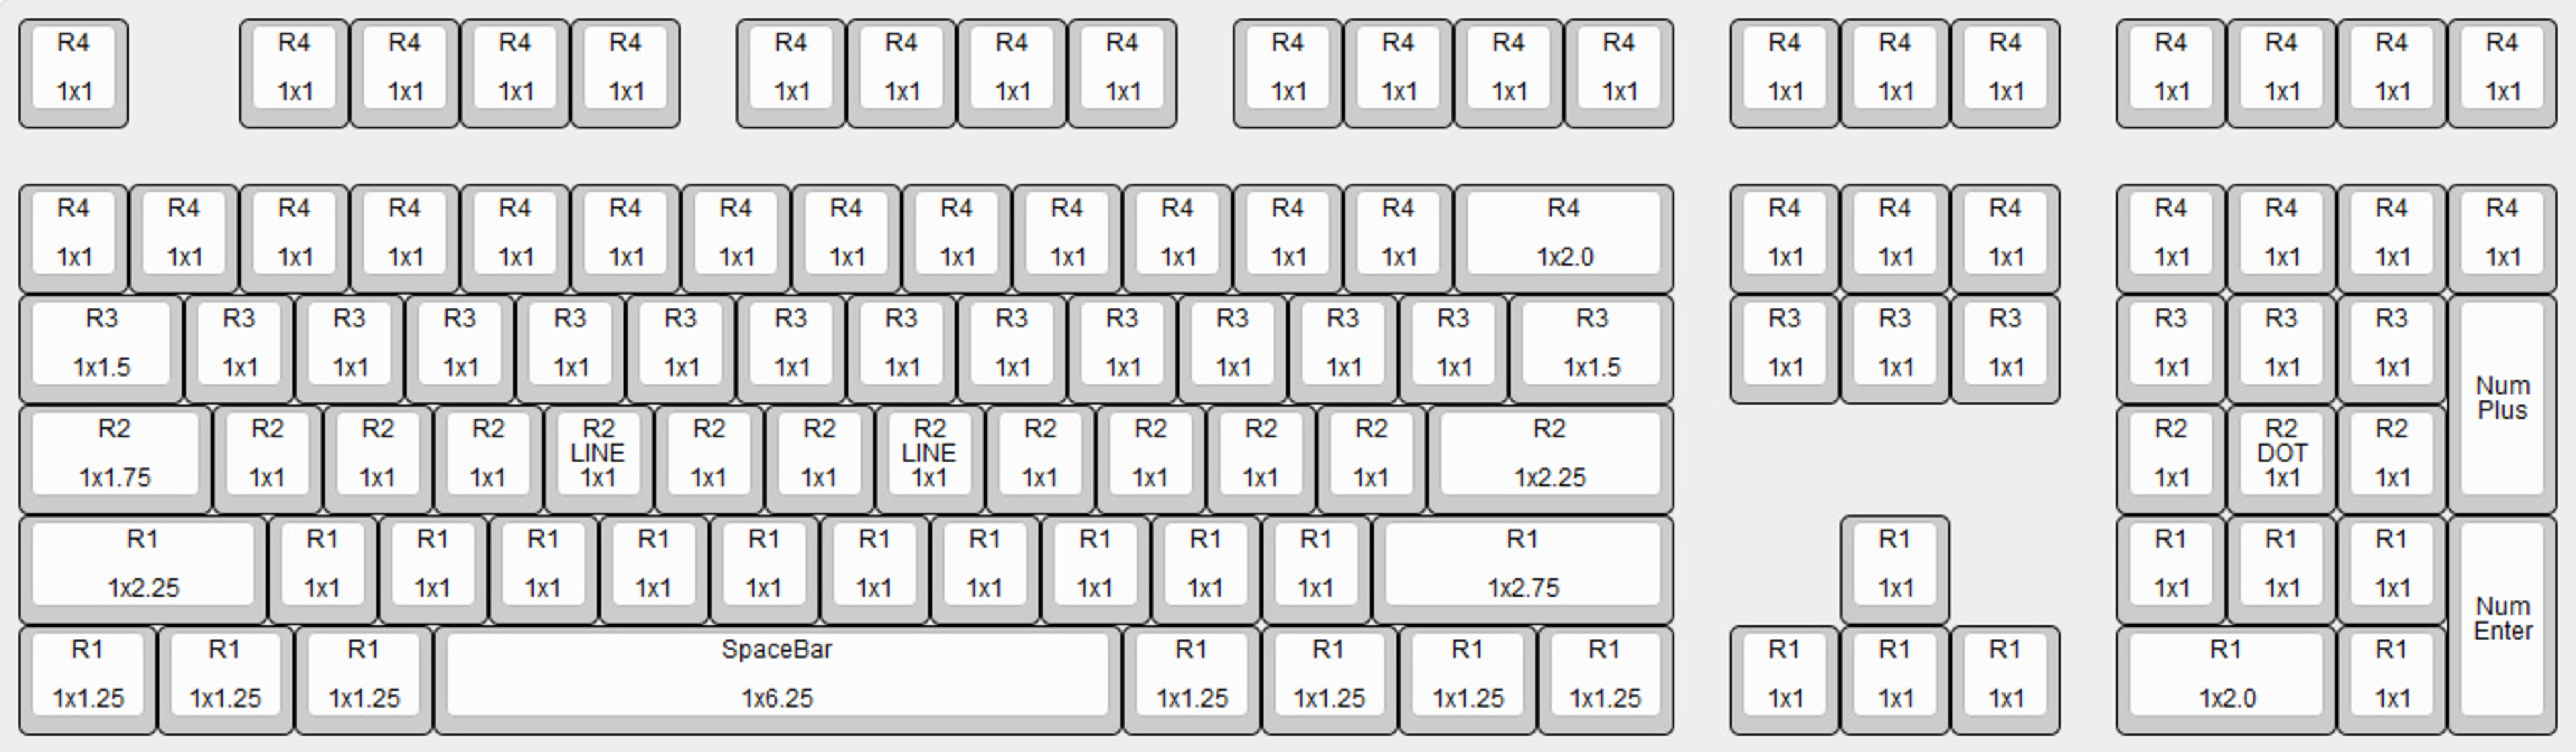 R4 R4 R4 R4 R4 R4 R4 R4 R4 R4 R4 R4 R4 R4 R4 R4 R4 R4 R4 R4
1x1 1x1 1x1 1x1 1x1 1x1 1x1 1x1 1x1 1x1 1x1 1x1 1x1 1x1 1x1 1x1 1x1 1x1 1x1 1x1
R4 R4 R4 R4 R4 R4 R4 R4 R4 R4 R4 R4 R4 R4 R4 R4 R4 R4 R4 R4 R4
1x1 1x1 1x1 1x1 1x1 1x1 1x1 1x1 1x1 1x1 1x1 1x1 1x1 1x2.0 1x1 1x1 1x1 1x1 1x1 1x1 1x1
R3 R3 R3 R3 R3 R3 R3 R3 R3 R3 R3 R3 R3 R3 R3 R3 R3 R3 R3 R3
1x1.5 1x1 1x1 1x1 1x1 1x1 1x1 1x1 1x1 1x1 1x1 1x1 1x1 1x1.5 1x1 1x1 1x1 1x1 1x1 1x1
Num
Plus
R2 R2 R2 R2 R2 R2 R2 R2 R2 R2 R2 R2 R2 R2 R2 R2
LINE LINE DOT
1x1.75 1x1 1x1 1x1 1x1 1x1 1x1 1x1 1x1 1x1 1x1 1x1 1x2.25 1x1 1x1 1x1
R1 R1 R1 R1 R1 R1 R1 R1 R1 R1 R1 R1 R1 R1 R1 R1
1x2.25 1x1 1x1 1x1 1x1 1x1 1x1 1x1 1x1 1x1 1x1 1x2.75 1x1 1x1 1x1 1x1
Num
Enter
R1 R1 R1 SpaceBar R1 R1 R1 R1 R1 R1 R1 R1 R1
1x1.25 1x1.25 1x1.25 1x6.25 1x1.25 1x1.25 1x1.25 1x1.25 1x1 1x1 1x1 1x2.0 1x1